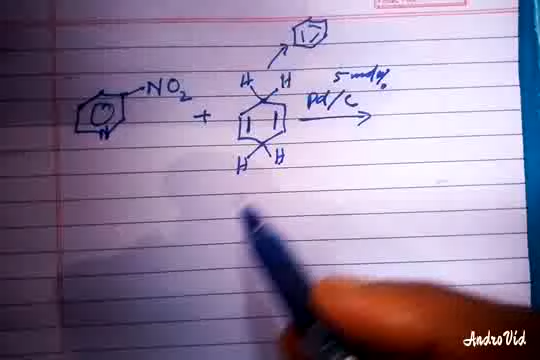 H H 5 mol%
NO2 + Pd/C
N
H H
AndroVid